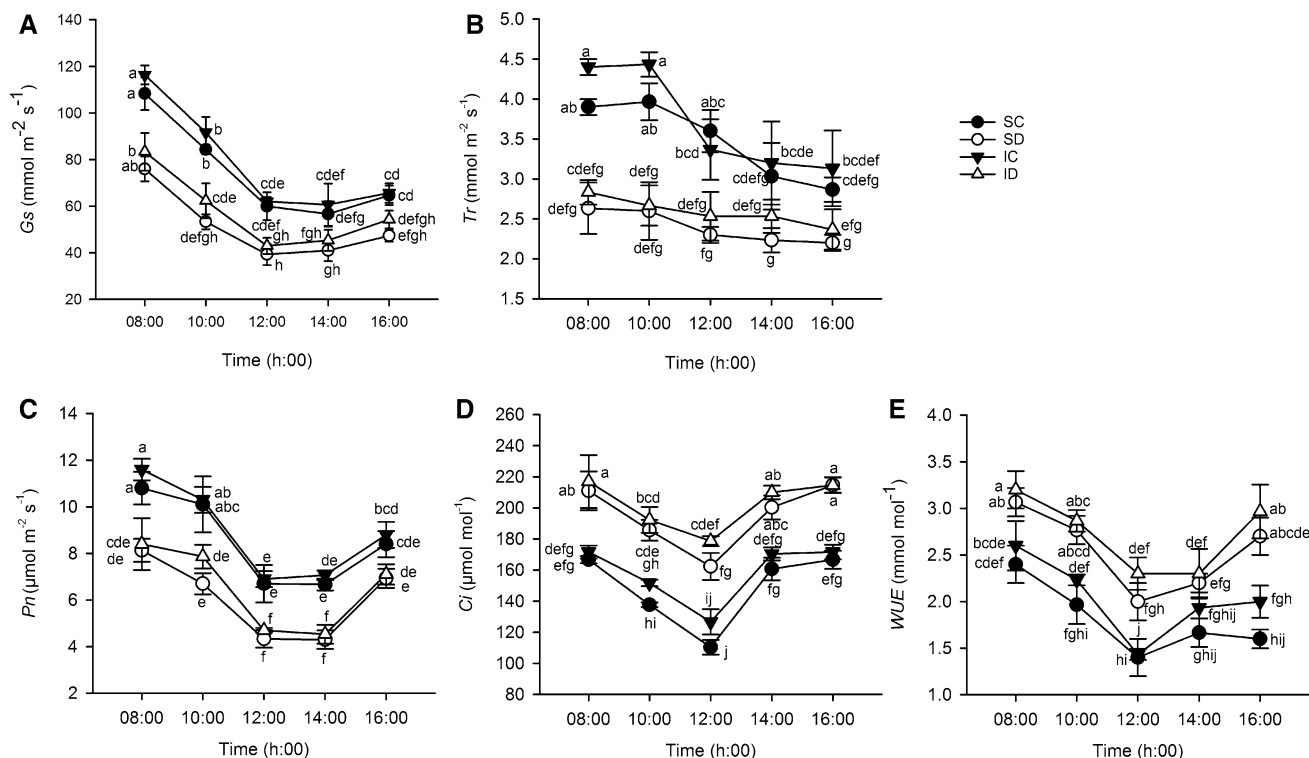 A
Gs (mmol m⁻² s⁻¹)
140
120
100
80
60
40
20
a
a
b
ab
b
b
cde
defgh
cde
cdef
gh
h
cdef
defg
fgh
gh
cd
cd
defgh
efgh
08:00 10:00 12:00 14:00 16:00
Time (h:00)
B
Tr (mmol m⁻² s⁻¹)
5.0
4.5
4.0
3.5
3.0
2.5
2.0
1.5
a
ab
cdefg
defg
a
ab
defg
defg
abc
bcd
defg
fg
bcde
cdefg
defg
g
bcdef
cdefg
efg
g
08:00 10:00 12:00 14:00 16:00
Time (h:00)
SC
SD
IC
ID
C
Pn (μmol m⁻² s⁻¹)
14
12
10
8
6
4
2
a
a
cde
de
ab
abc
de
e
e
e
f
f
de
e
f
f
bcd
cde
de
e
08:00 10:00 12:00 14:00 16:00
Time (h:00)
D
Ci (μmol mol⁻¹)
260
240
220
200
180
160
140
120
100
80
a
ab
defg
efg
bcd
cde
gh
hi
cdef
fg
ij
j
ab
abc
defg
fg
a
a
defg
efg
08:00 10:00 12:00 14:00 16:00
Time (h:00)
E
WUE (mmol mol⁻¹)
4.0
3.5
3.0
2.5
2.0
1.5
1.0
a
ab
bcde
cdef
abc
abcd
def
fghi
def
fgh
j
hi
def
efg
fghij
ghij
ab
abcde
fgh
hij
08:00 10:00 12:00 14:00 16:00
Time (h:00)